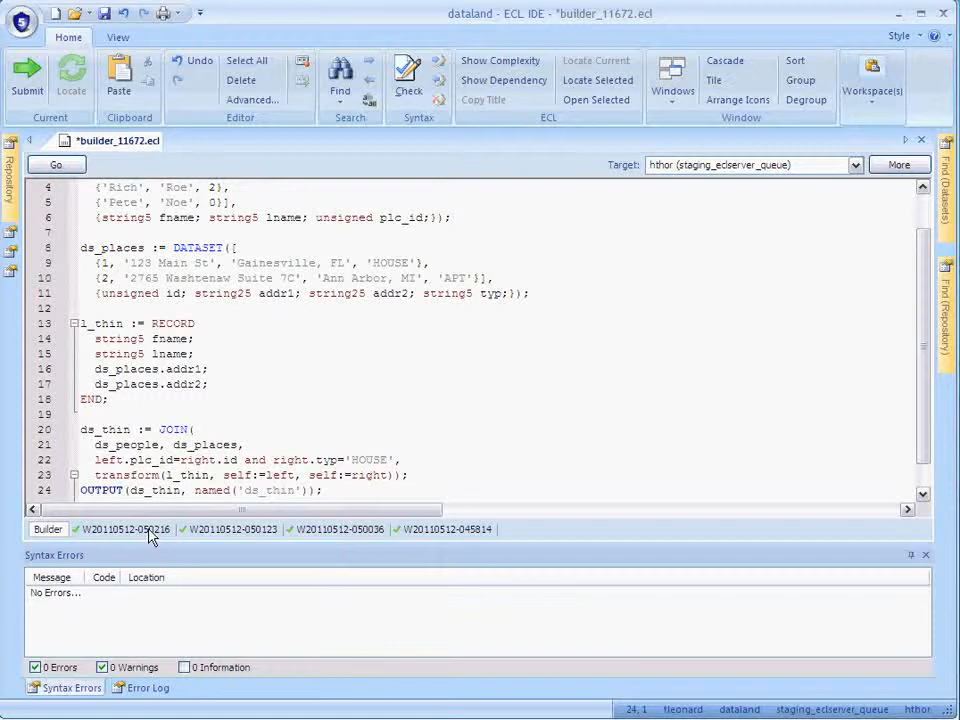 dataland - ECL IDE - *builder_11672.ecl
Home View Style
Submit Locate Paste Undo Select All Delete Advanced... Find Check Show Complexity Show Dependency Copy Title Locate Current Locate Selected Open Selected Windows Cascade Tile Arrange Icons Sort Group Degroup Workspace(s)
Current Clipboard Editor Search Syntax ECL Window
*builder_11672.ecl
Go Target: hthor (staging_eclserver_queue) More
Repository
Find (Datasets)
Find (Repository)
4 {'Rich', 'Roe', 2},
5 {'Pete', 'Noe', 0}],
6 {string5 fname; string5 lname; unsigned plc_id;});
7
8 ds_places := DATASET([
9 {1, '123 Main St', 'Gainesville, FL', 'HOUSE'},
10 {2, '2765 Washtenaw Suite 7C', 'Ann Arbor, MI', 'APT'}],
11 {unsigned id; string25 addr1; string25 addr2; string5 typ;});
12
13 l_thin := RECORD
14 string5 fname;
15 string5 lname;
16 ds_places.addr1;
17 ds_places.addr2;
18 END;
19
20 ds_thin := JOIN(
21 ds_people, ds_places,
22 left.plc_id=right.id and right.typ='HOUSE',
23 transform(l_thin, self:=left, self:=right));
24 OUTPUT(ds_thin, named('ds_thin'));
Builder W20110512-050216 W20110512-050123 W20110512-050036 W20110512-045814
Syntax Errors
Message Code Location
No Errors...
0 Errors 0 Warnings 0 Information
Syntax Errors Error Log
24, 1 tleonard dataland staging_eclserver_queue hthor